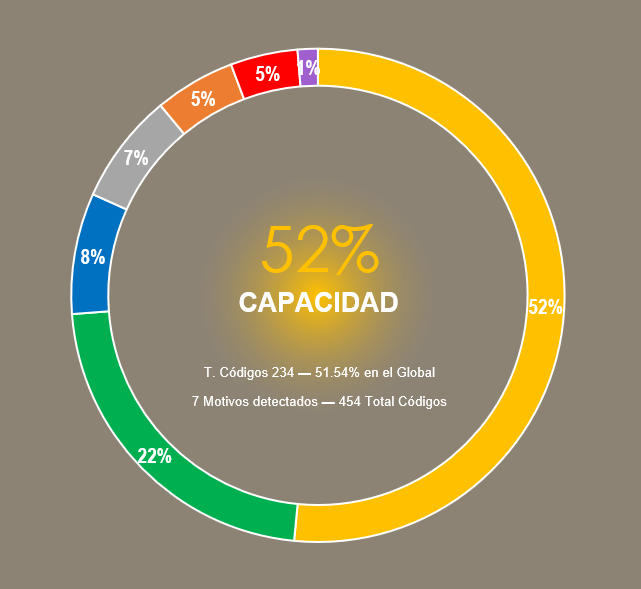 1%
5%
5%
7%
52%
8%
CAPACIDAD
52%
T. Códigos 234 — 51.54% en el Global
7 Motivos detectados — 454 Total Códigos
22%